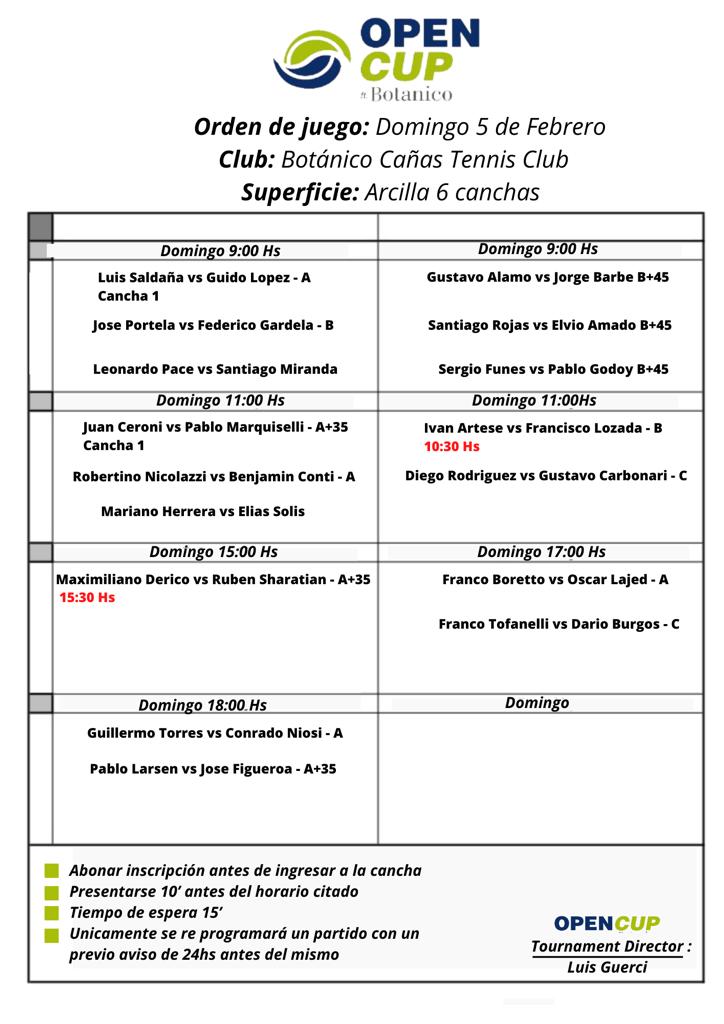 OPEN
CUP
Botanico
Orden de juego: Domingo 5 de Febrero
Club: Botánico Cañas Tennis Club
Superficie: Arcilla 6 canchas
Domingo 9:00 Hs
Luis Saldaña vs Guido Lopez - A
Cancha 1
Jose Portela vs Federico Gardela - B
Leonardo Pace vs Santiago Miranda
Domingo 9:00 Hs
Gustavo Alamo vs Jorge Barbe B+45
Santiago Rojas vs Elvio Amado B+45
Sergio Funes vs Pablo Godoy B+45
Domingo 11:00 Hs
Juan Ceroni vs Pablo Marquiselli - A+35
Cancha 1
Robertino Nicolazzi vs Benjamin Conti - A
Mariano Herrera vs Elias Solis
Domingo 11:00Hs
Ivan Artese vs Francisco Lozada - B
10:30 Hs
Diego Rodriguez vs Gustavo Carbonari - C
Domingo 15:00 Hs
Maximiliano Derico vs Ruben Sharatian - A+35
15:30 Hs
Domingo 17:00 Hs
Franco Boretto vs Oscar Lajed - A
Franco Tofanelli vs Dario Burgos - C
Domingo 18:00 Hs
Guillermo Torres vs Conrado Niosi - A
Pablo Larsen vs Jose Figueroa - A+35
Domingo
Abonar inscripción antes de ingresar a la cancha
Presentarse 10’ antes del horario citado
Tiempo de espera 15’
Unicamente se re programará un partido con un
previo aviso de 24hs antes del mismo
OPEN CUP
Tournament Director :
Luis Guerci